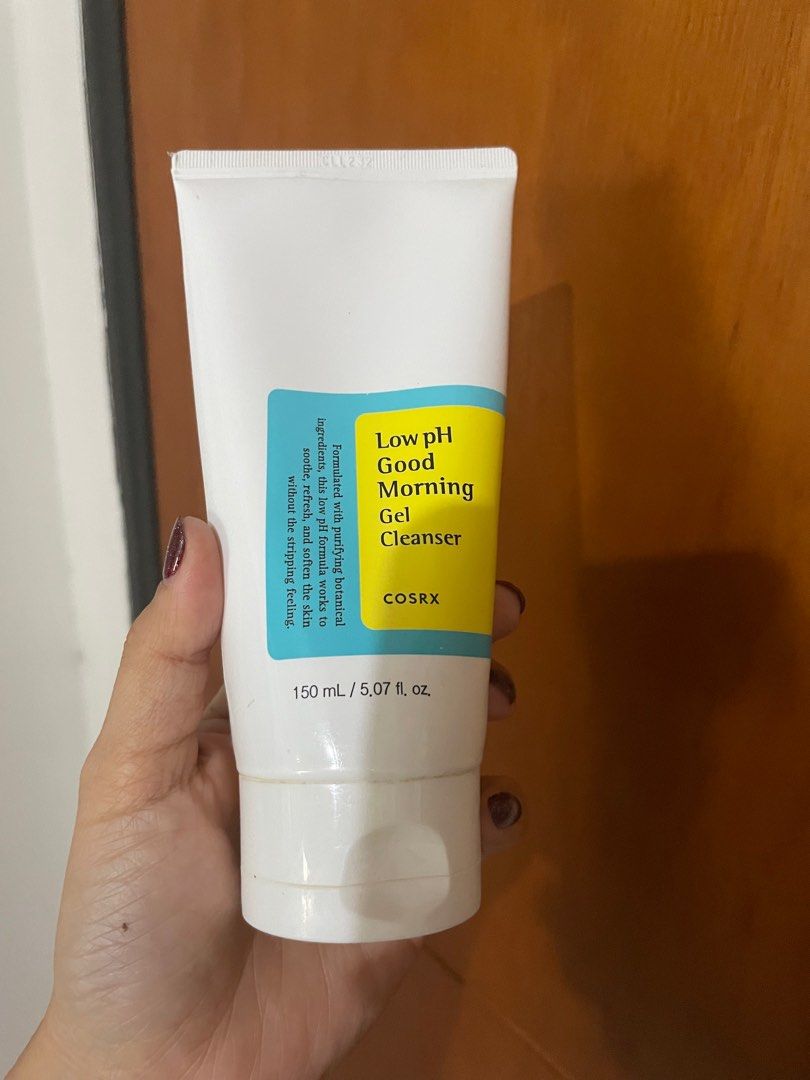 CLL232
Low pH
Good
Morning
Gel
Cleanser
COSRX
Formulated with purifying botanical
ingredients, this low pH formula works to
soothe, refresh, and soften the skin
without the stripping feeling.
150 mL / 5.07 fl. oz.